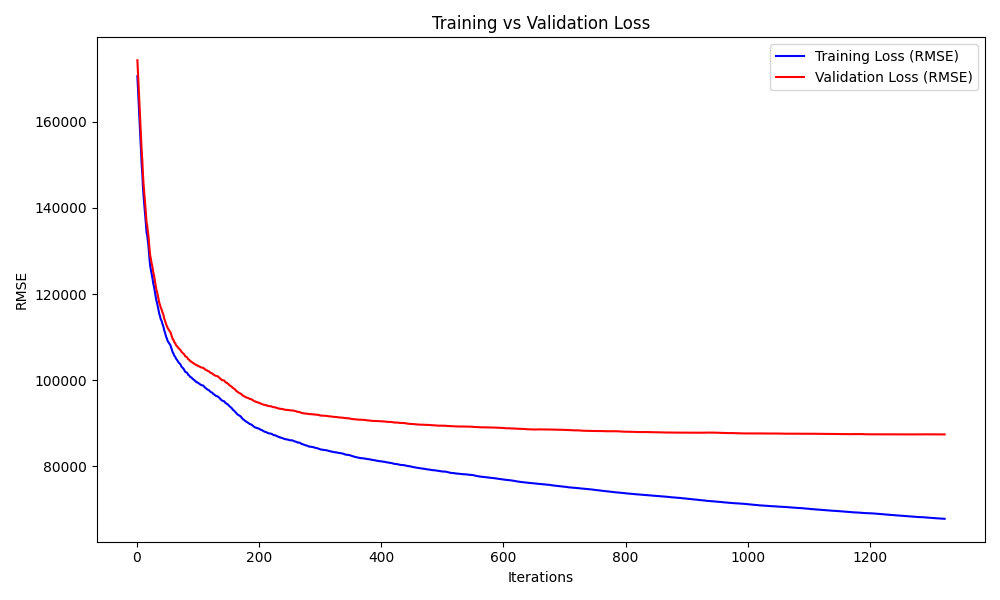 Training vs Validation Loss
Training Loss (RMSE)
Validation Loss (RMSE)
RMSE
160000
140000
120000
100000
80000
0 200 400 600 800 1000 1200
Iterations